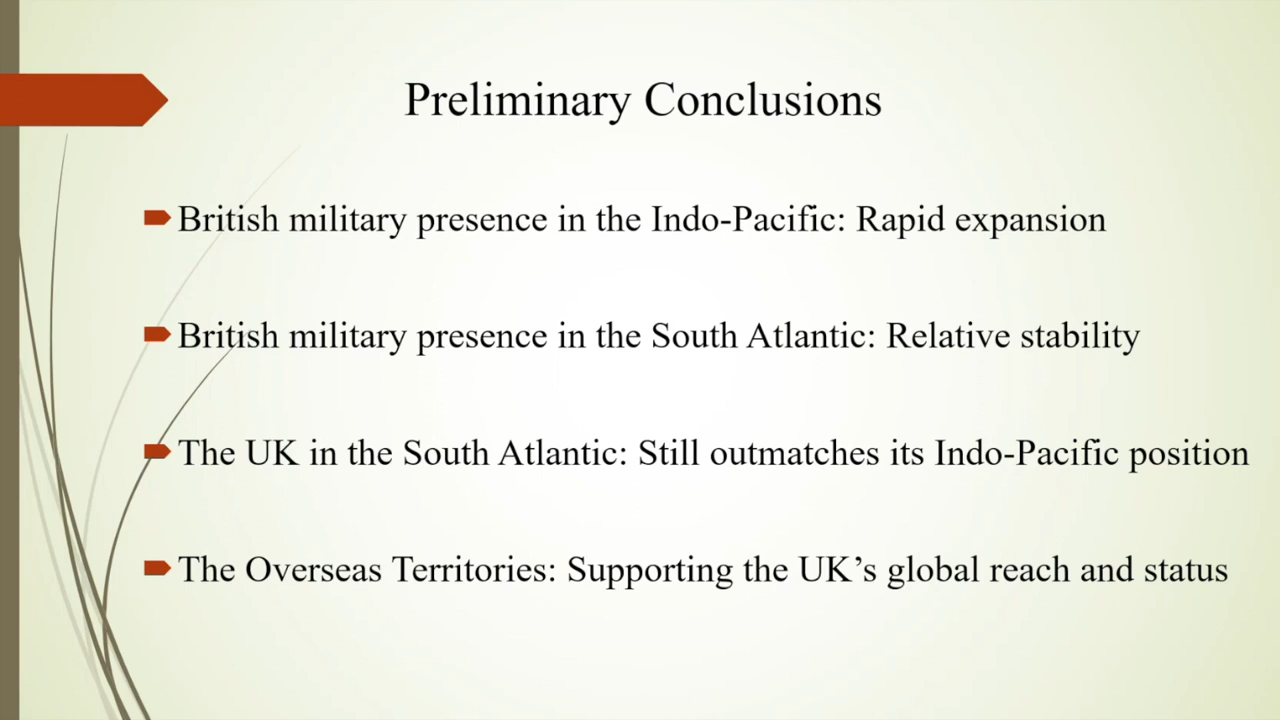 Preliminary Conclusions
British military presence in the Indo-Pacific: Rapid expansion
British military presence in the South Atlantic: Relative stability
The UK in the South Atlantic: Still outmatches its Indo-Pacific position
The Overseas Territories: Supporting the UK’s global reach and status